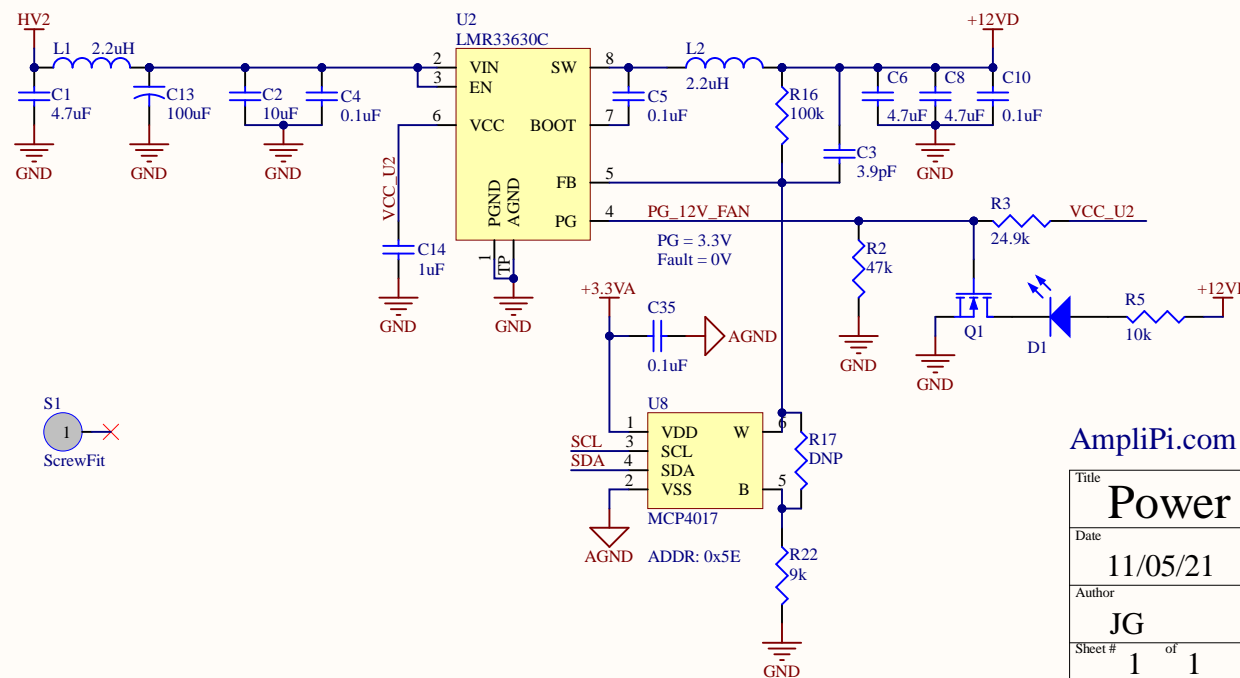 HV2
L1 2.2uH
C1
4.7uF
GND
C13
100uF
GND
C2
10uF
C4
0.1uF
GND
U2
LMR33630C
2 VIN
3 EN
6 VCC
SW 8
BOOT 7
FB 5
PG 4
PGND
AGND
1
TP
GND
VCC_U2
C14
1uF
GND
C5
0.1uF
L2
2.2uH
R16
100k
C3
3.9pF
+12VD
C6
4.7uF
C8
4.7uF
C10
0.1uF
GND
PG_12V_FAN
PG = 3.3V
Fault = 0V
R2
47k
GND
R3
24.9k
VCC_U2
Q1
GND
D1
R5
10k
+3.3VA
C35
0.1uF
AGND
U8
1 VDD
SCL 3 SCL
SDA 4 SDA
2 VSS
W 6
B 5
MCP4017
AGND
ADDR: 0x5E
R17
DNP
R22
9k
GND
S1
1
ScrewFit
AmpliPi.com
Title
Power
Date
11/05/21
Author
JG
Sheet # 1 of 1